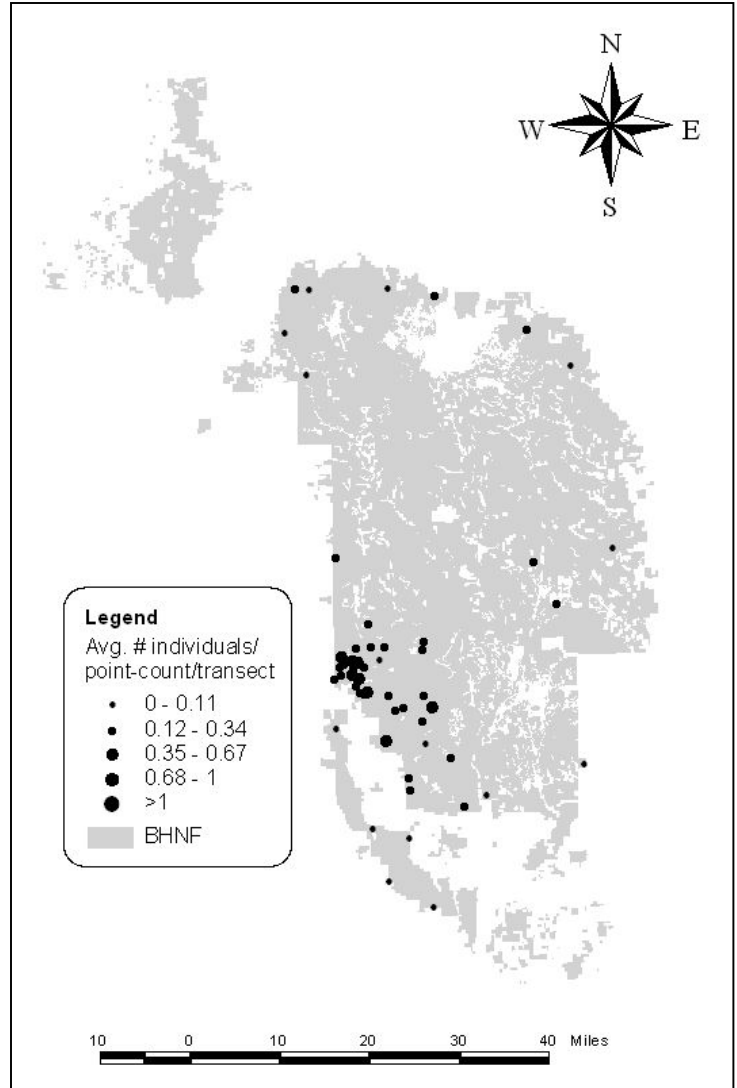 N
W E
S
Legend
Avg. # individuals/
point-count/transect
0 - 0.11
0.12 - 0.34
0.35 - 0.67
0.68 - 1
>1
BHNF
10 0 10 20 30 40 Miles